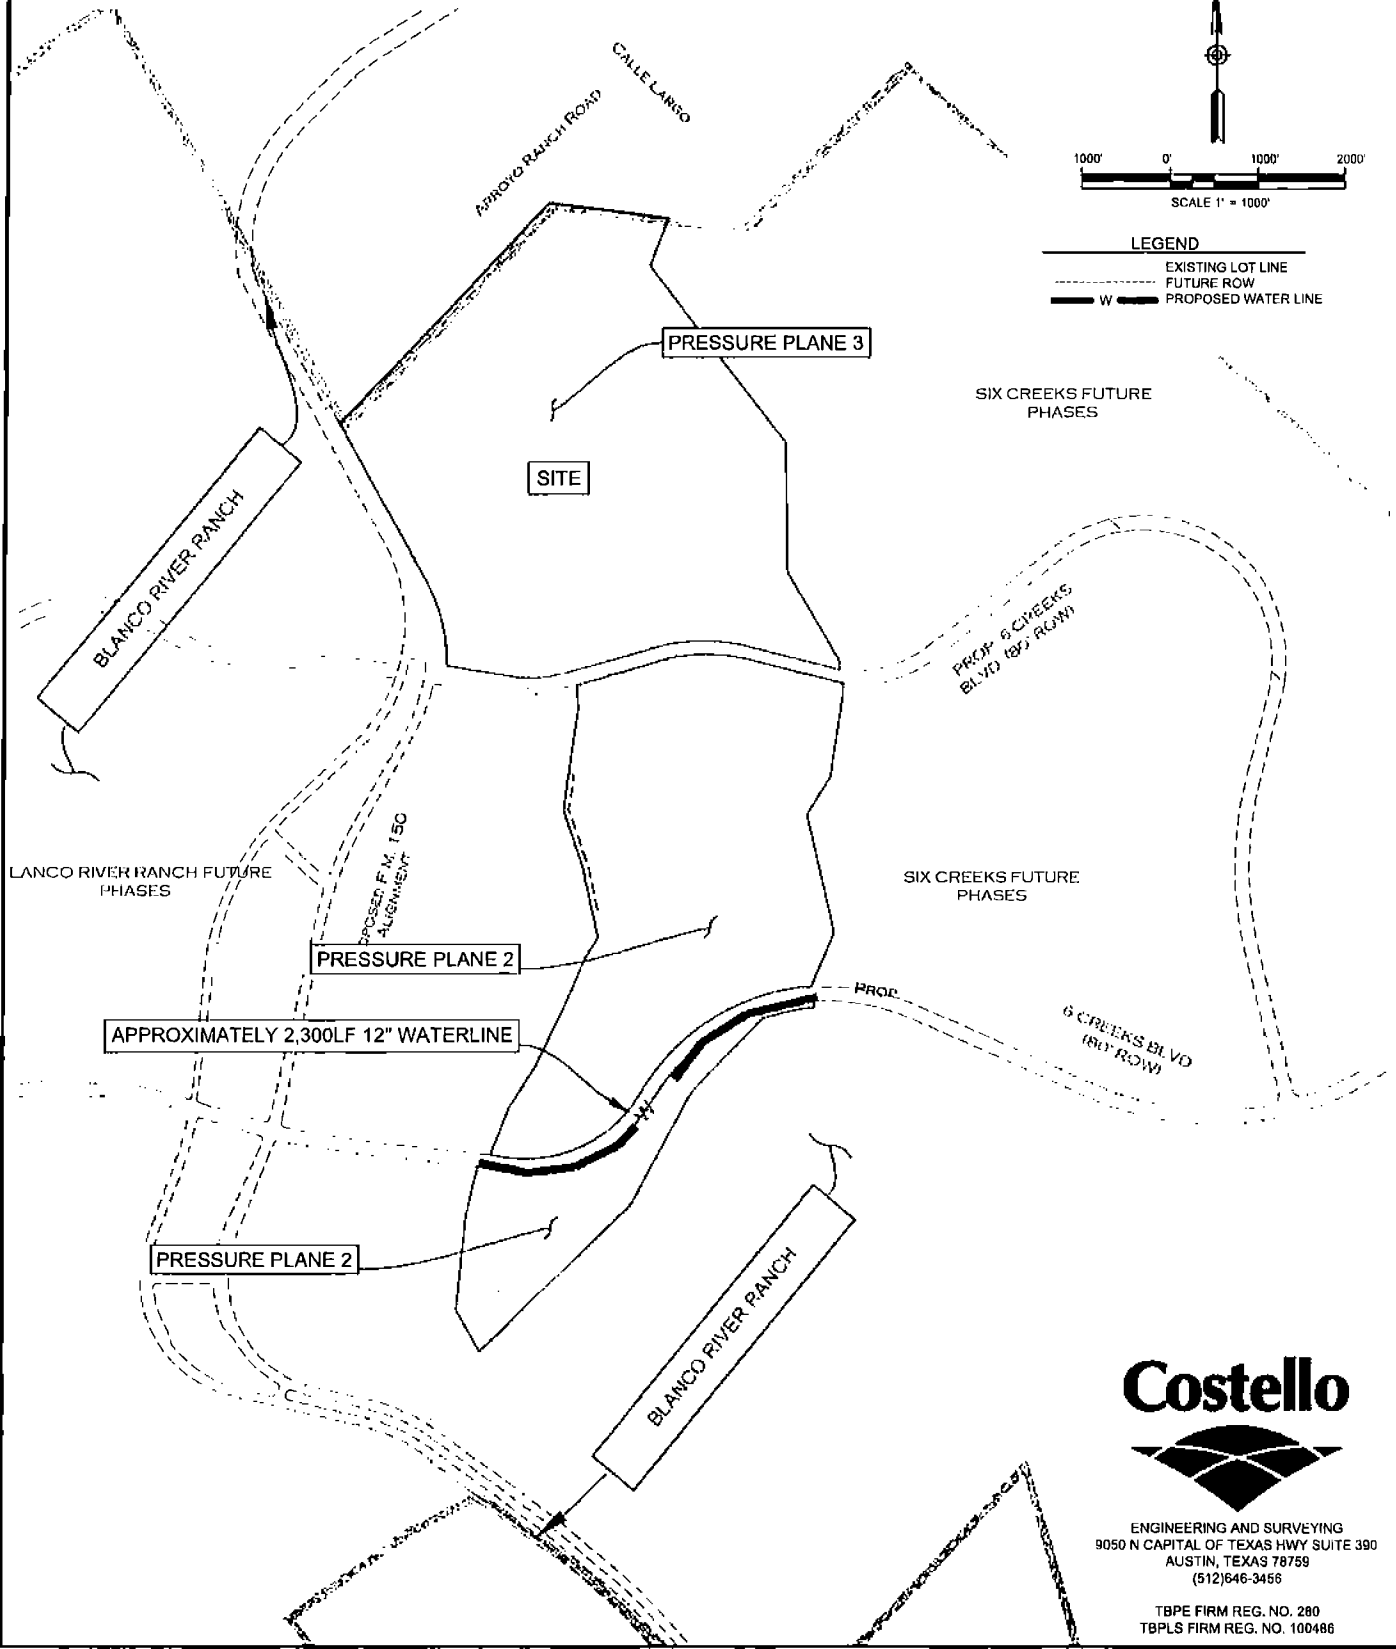 CALLE LARGO
ARROYO RANCH ROAD
1000' 0' 1000' 2000'
SCALE 1' = 1000'
LEGEND
EXISTING LOT LINE
FUTURE ROW
W PROPOSED WATER LINE
PRESSURE PLANE 3
SIX CREEKS FUTURE
PHASES
SITE
BLANCO RIVER RANCH
PROP 6 CREEKS
BLVD (80' ROW)
LANCO RIVER RANCH FUTURE
PHASES
POSED F.M. 150
ALIGNMENT
SIX CREEKS FUTURE
PHASES
PRESSURE PLANE 2
PROP
6 CREEKS BLVD
(80' ROW)
APPROXIMATELY 2,300LF 12" WATERLINE
W
PRESSURE PLANE 2
BLANCO RIVER RANCH
Costello
ENGINEERING AND SURVEYING
9050 N CAPITAL OF TEXAS HWY SUITE 390
AUSTIN, TEXAS 78759
(512)646-3456
TBPE FIRM REG. NO. 280
TBPLS FIRM REG. NO. 100486